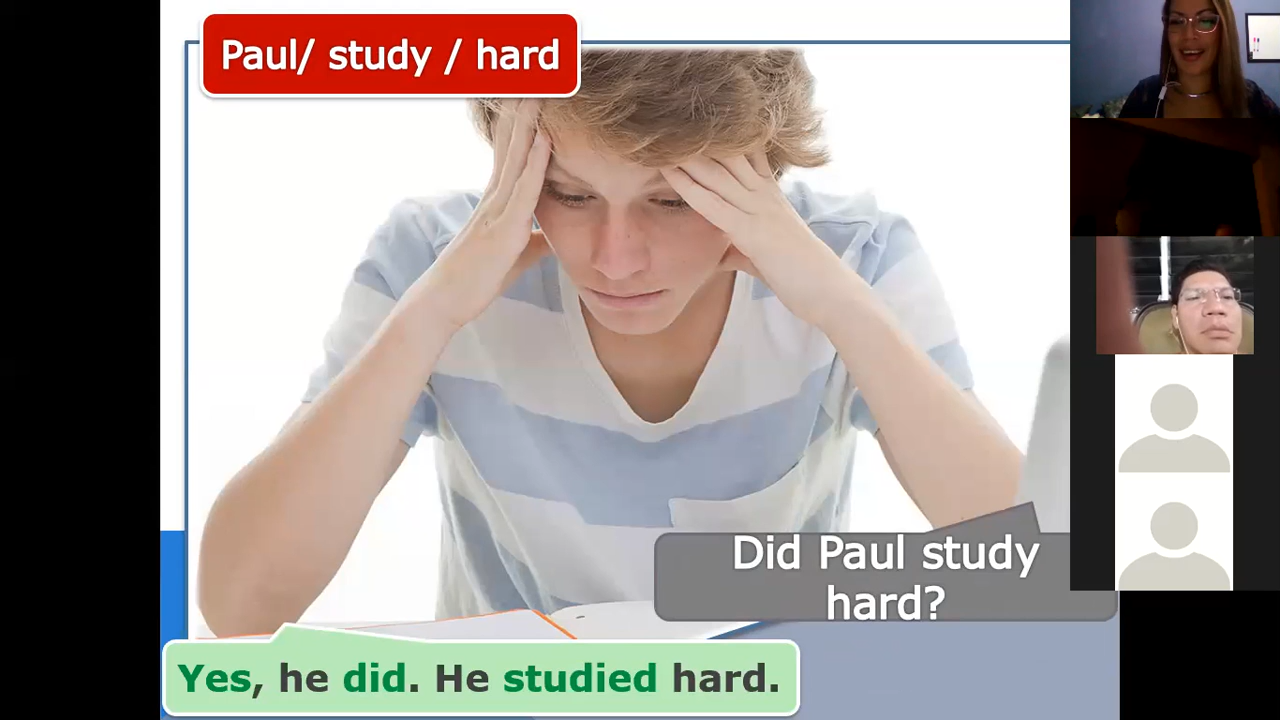 Paul/ study / hard
Did Paul study
hard?
Yes, he did. He studied hard.